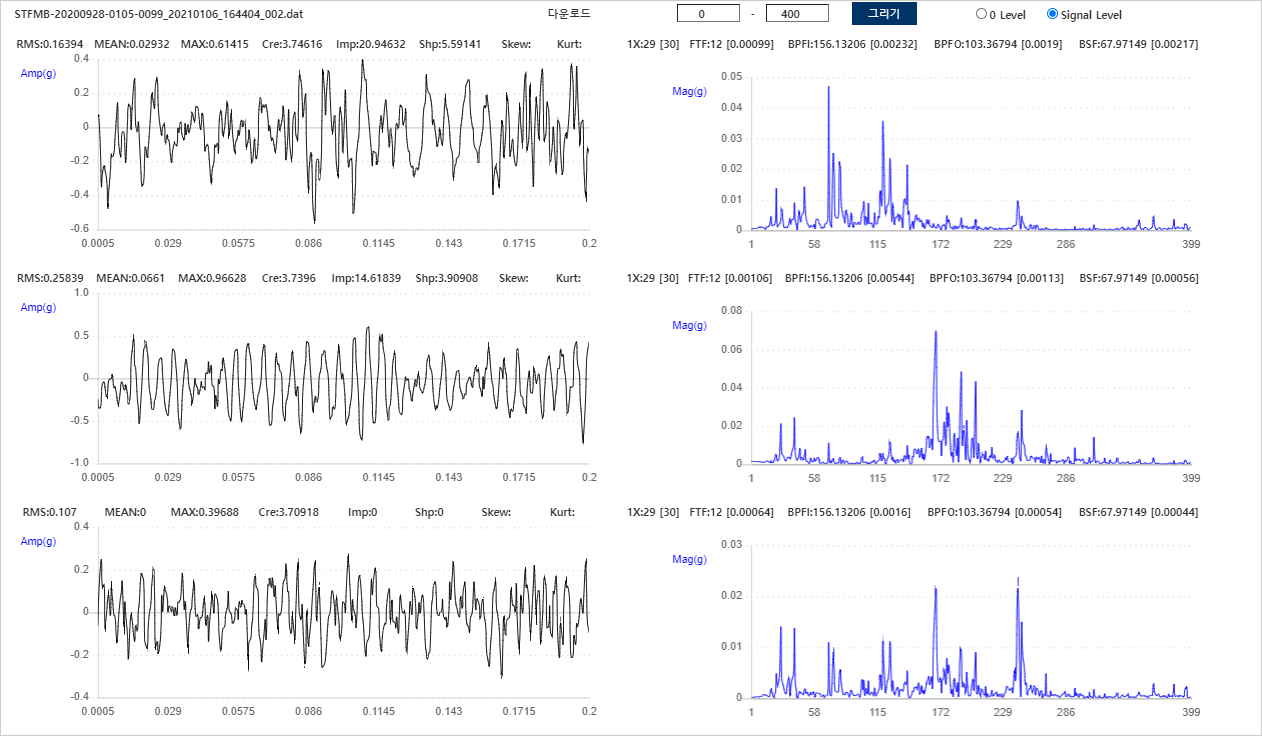 STFMB-20200928-0105-0099_20210106_164404_002.dat 다운로드 0 - 400 그리기 0 Level Signal Level
RMS:0.16394 MEAN:0.02932 MAX:0.61415 Cre:3.74616 Imp:20.94632 Shp:5.59141 Skew: Kurt:
Amp(g)
0.4
0.2
0
-0.2
-0.4
-0.6
0.0005 0.029 0.0575 0.086 0.1145 0.143 0.1715 0.2
1X:29 [30] FTF:12 [0.00099] BPFI:156.13206 [0.00232] BPFO:103.36794 [0.0019] BSF:67.97149 [0.00217]
Mag(g)
0.05
0.04
0.03
0.02
0.01
0
1 58 115 172 229 286 399
RMS:0.25839 MEAN:0.0661 MAX:0.96628 Cre:3.7396 Imp:14.61839 Shp:3.90908 Skew: Kurt:
Amp(g)
1.0
0.5
0
-0.5
-1.0
0.0005 0.029 0.0575 0.086 0.1145 0.143 0.1715 0.2
1X:29 [30] FTF:12 [0.00106] BPFI:156.13206 [0.00544] BPFO:103.36794 [0.00113] BSF:67.97149 [0.00056]
Mag(g)
0.08
0.06
0.04
0.02
0
1 58 115 172 229 286 399
RMS:0.107 MEAN:0 MAX:0.39688 Cre:3.70918 Imp:0 Shp:0 Skew: Kurt:
Amp(g)
0.4
0.2
0
-0.2
-0.4
0.0005 0.029 0.0575 0.086 0.1145 0.143 0.1715 0.2
1X:29 [30] FTF:12 [0.00064] BPFI:156.13206 [0.0016] BPFO:103.36794 [0.00054] BSF:67.97149 [0.00044]
Mag(g)
0.03
0.02
0.01
0
1 58 115 172 229 286 399